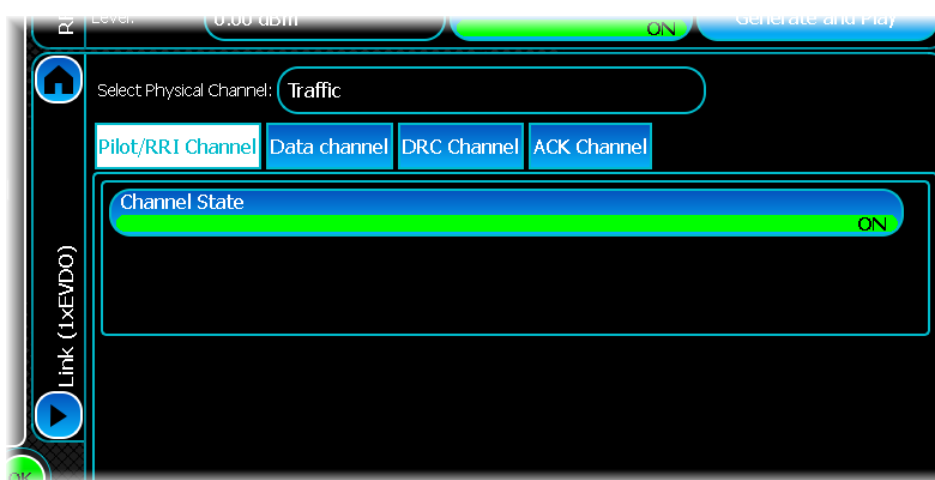 Level:
0.00 dBm
ON
Generate and Play
Select Physical Channel: Traffic
Pilot/RRI Channel
Data channel
DRC Channel
ACK Channel
Channel State
ON
Link (1xEVDO)
OK